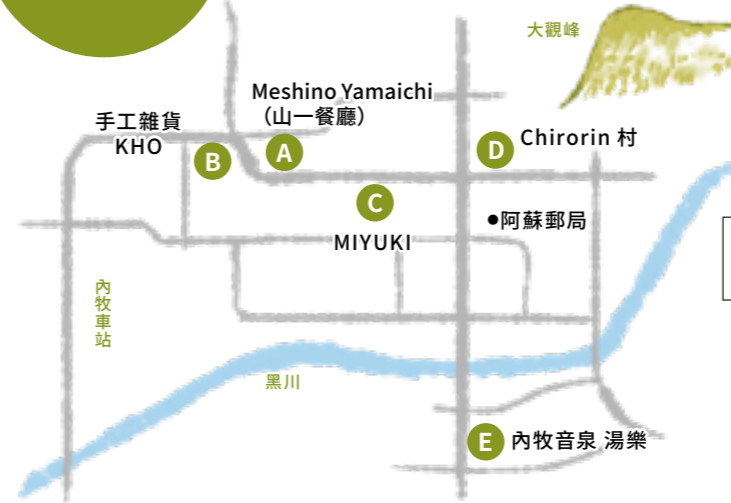 大觀峰
Meshino Yamaichi
（山一餐廳）
手工雜貨
KHO
A
B
D
Chirorin 村
C
●阿蘇郵局
MIYUKI
內牧車站
黑川
E
內牧音泉 湯樂